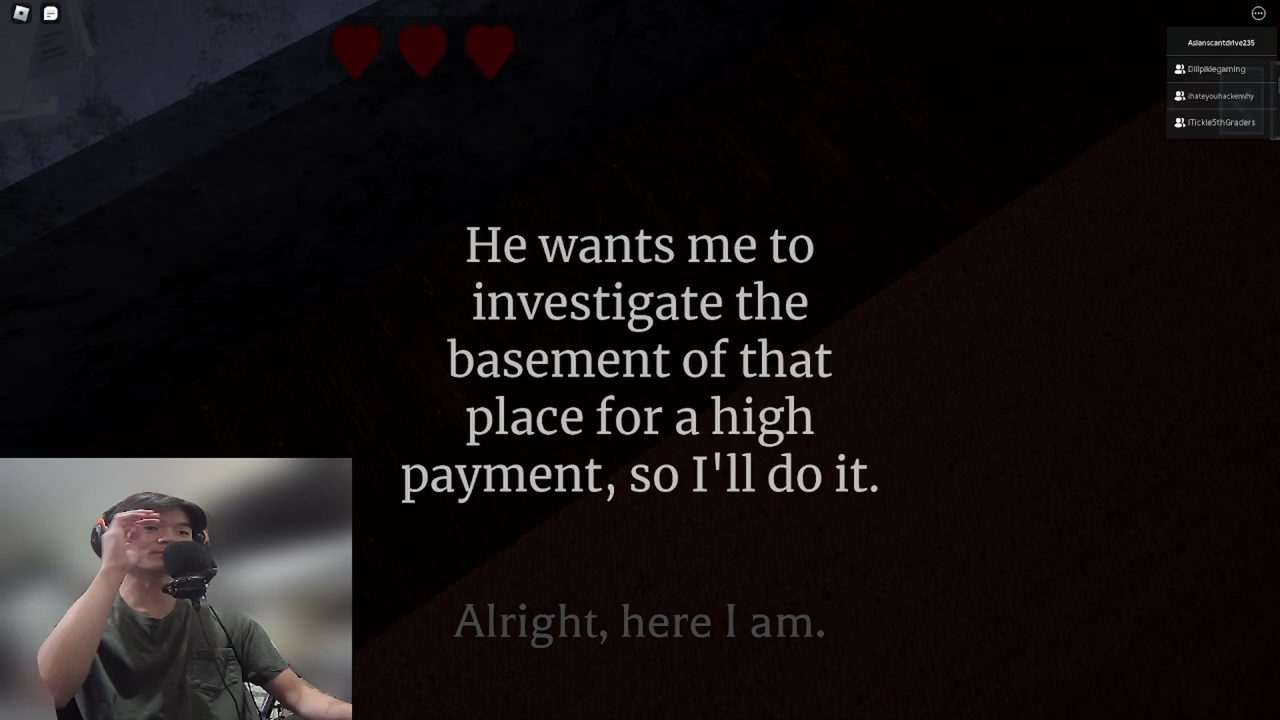 Asianscantdrive235
Dillpiklegaming
ihateyouhackerwhy
ITickle5thGraders
He wants me to
investigate the
basement of that
place for a high
payment, so I'll do it.
Alright, here I am.